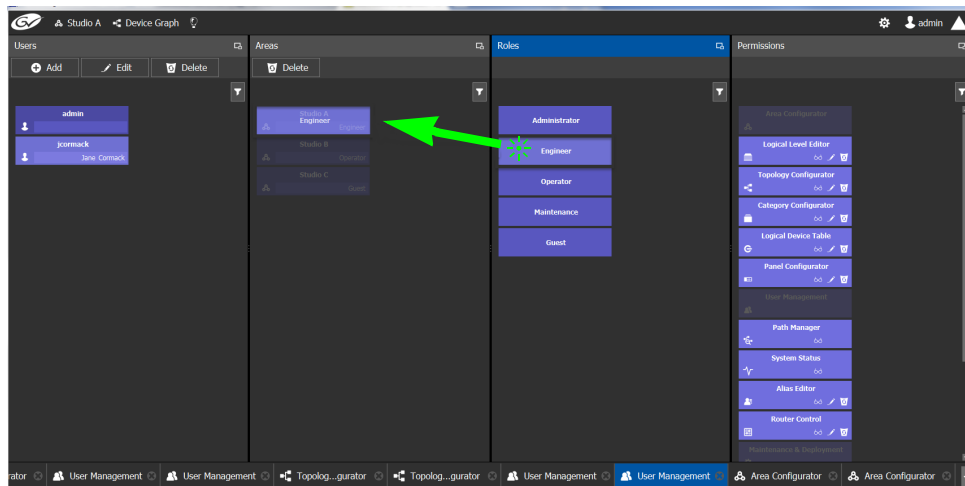 GV Studio A Device Graph admin
Users Areas Roles Permissions
Add Edit Delete Delete
admin
jcormack
Jane Cormack
Studio A
Engineer
Engineer
Studio B
Operator
Studio C
Guest
Administrator
Engineer
Operator
Maintenance
Guest
Area Configurator
Logical Level Editor
Topology Configurator
Category Configurator
Logical Device Table
Panel Configurator
User Management
Path Manager
System Status
Alias Editor
Router Control
Maintenance & Deployment
rator User Management User Management Topolog...gurator Topolog...gurator User Management User Management Area Configurator Area Configurator